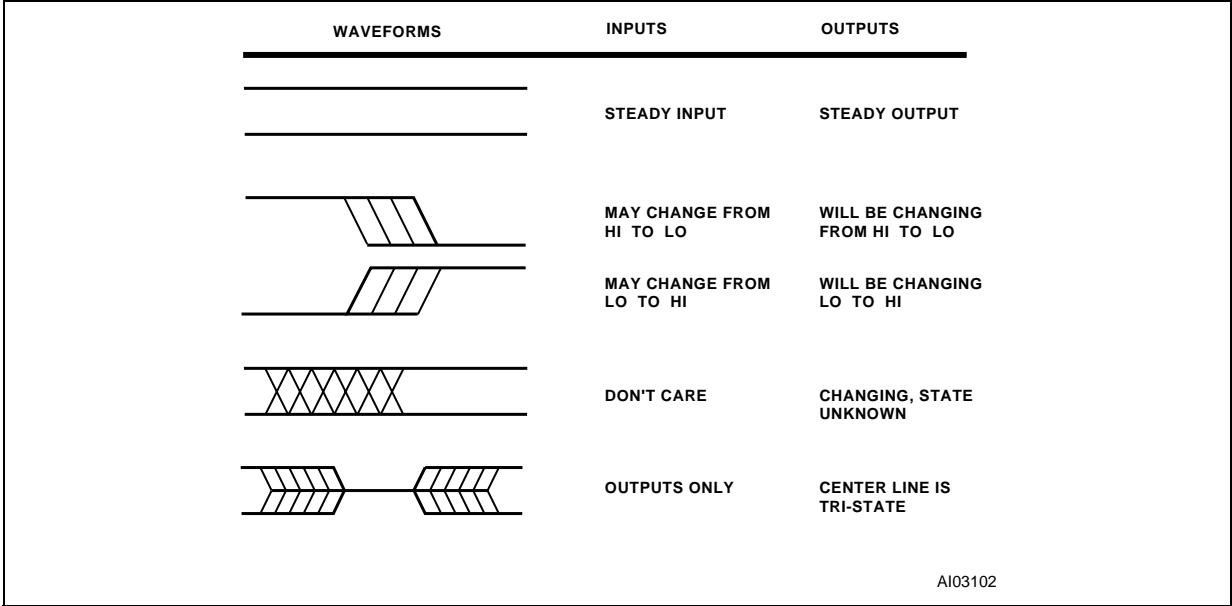 WAVEFORMS INPUTS OUTPUTS
STEADY INPUT STEADY OUTPUT
MAY CHANGE FROM WILL BE CHANGING
HI TO LO FROM HI TO LO
MAY CHANGE FROM WILL BE CHANGING
LO TO HI LO TO HI
DON'T CARE CHANGING, STATE
UNKNOWN
OUTPUTS ONLY CENTER LINE IS
TRI-STATE
AI03102